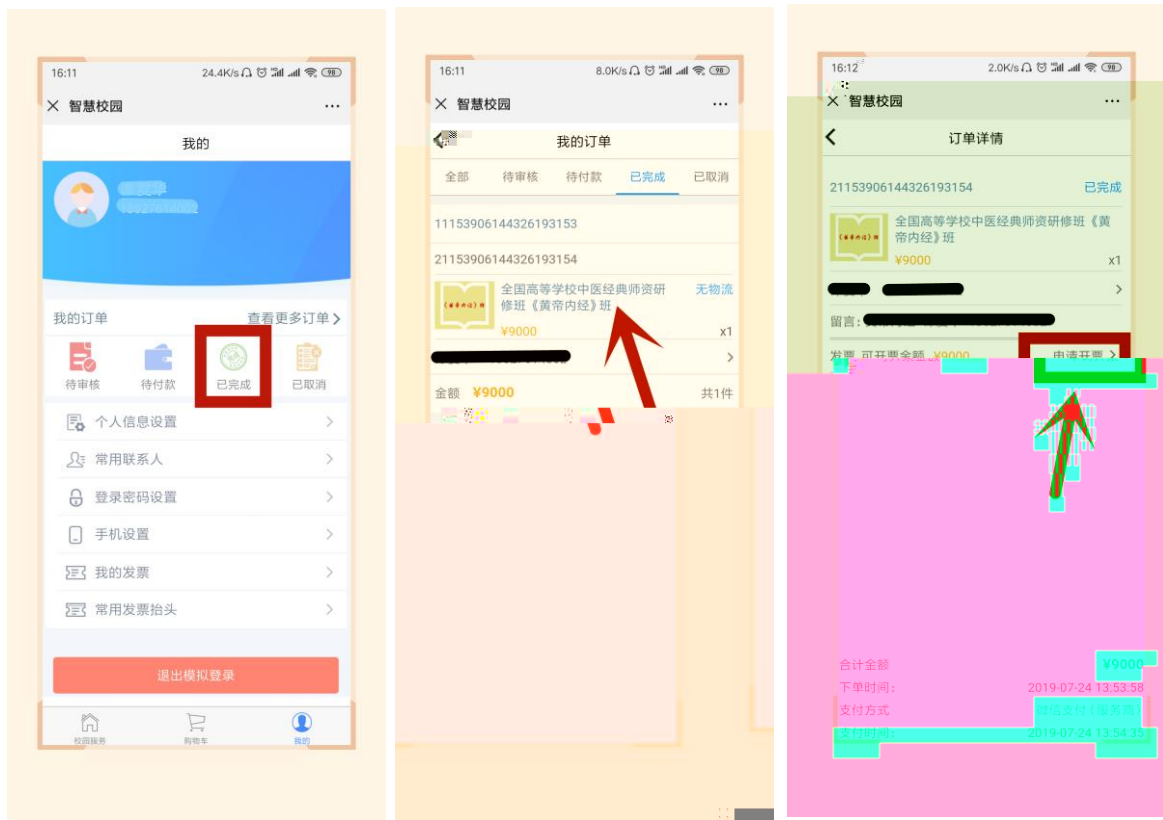 16:11 24.4K/s 98
智慧校园
我的
我的订单 查看更多订单
待审核 待付款 已完成 已取消
个人信息设置
常用联系人
登录密码设置
手机设置
我的发票
常用发票抬头
退出模拟登录
校园服务 购物车 我的
16:11 8.0K/s 98
智慧校园
我的订单
全部 待审核 待付款 已完成 已取消
11153906144326193153
21153906144326193154
全国高等学校中医经典师资研 无物流
修班《黄帝内经》班
¥9000 x1
金额 ¥9000 共1件
16:12 2.0K/s 98
智慧校园
订单详情
21153906144326193154 已完成
全国高等学校中医经典师资研修班《黄
帝内经》班
¥9000 x1
留言:
发票 可开票金额 ¥9000 申请开票
合计金额 ¥9000
下单时间: 2019-07-24 13:53:58
支付方式 微信支付(服务商)
支付时间: 2019-07-24 13:54:35